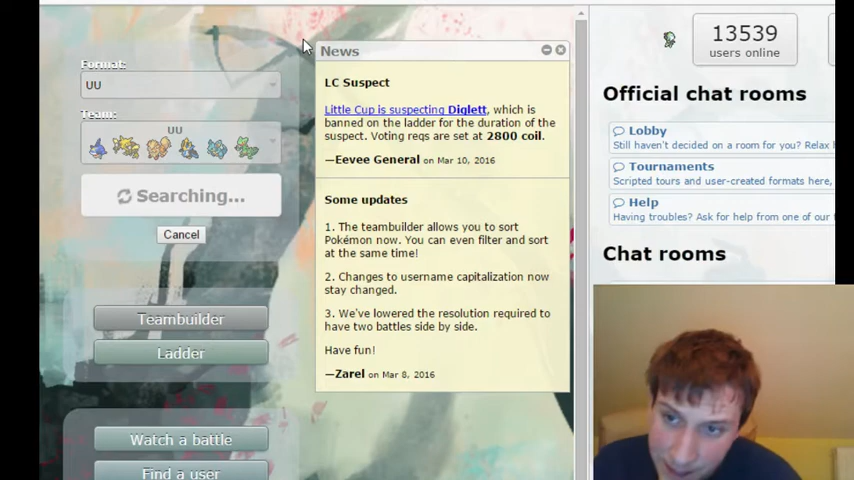 Format:
UU
Team:
UU
Searching...
Cancel
Teambuilder
Ladder
Watch a battle
Find a user
News
LC Suspect
Little Cup is suspecting Diglett, which is
banned on the ladder for the duration of the
suspect. Voting reqs are set at 2800 coil.
—Eevee General on Mar 10, 2016
Some updates
1. The teambuilder allows you to sort
Pokémon now. You can even filter and sort
at the same time!
2. Changes to username capitalization now
stay changed.
3. We've lowered the resolution required to
have two battles side by side.
Have fun!
—Zarel on Mar 8, 2016
13539
users online
Official chat rooms
Lobby
Still haven't decided on a room for you? Relax
Tournaments
Scripted tours and user-created formats here,
Help
Having troubles? Ask for help from one of our
Chat rooms